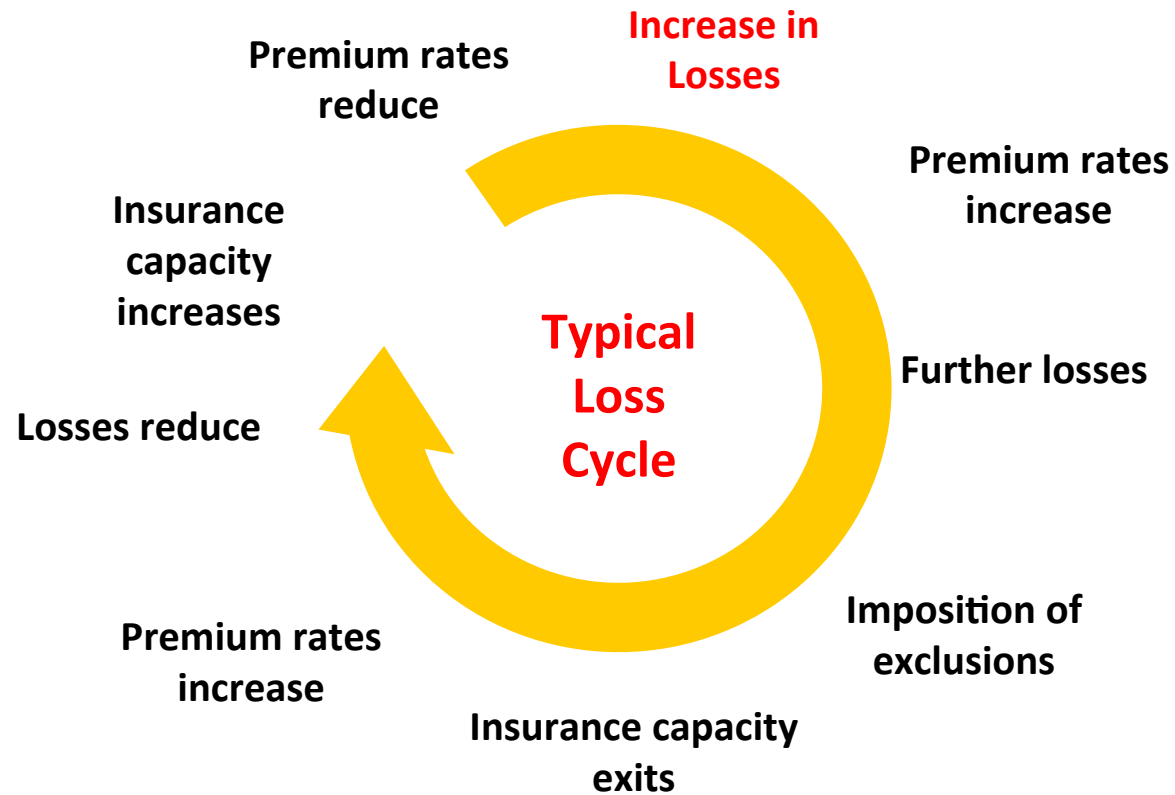 Increase in
Losses
Premium rates
increase
Further losses
Imposition of
exclusions
Insurance capacity
exits
Premium rates
increase
Losses reduce
Insurance
capacity
increases
Premium rates
reduce
Typical
Loss
Cycle